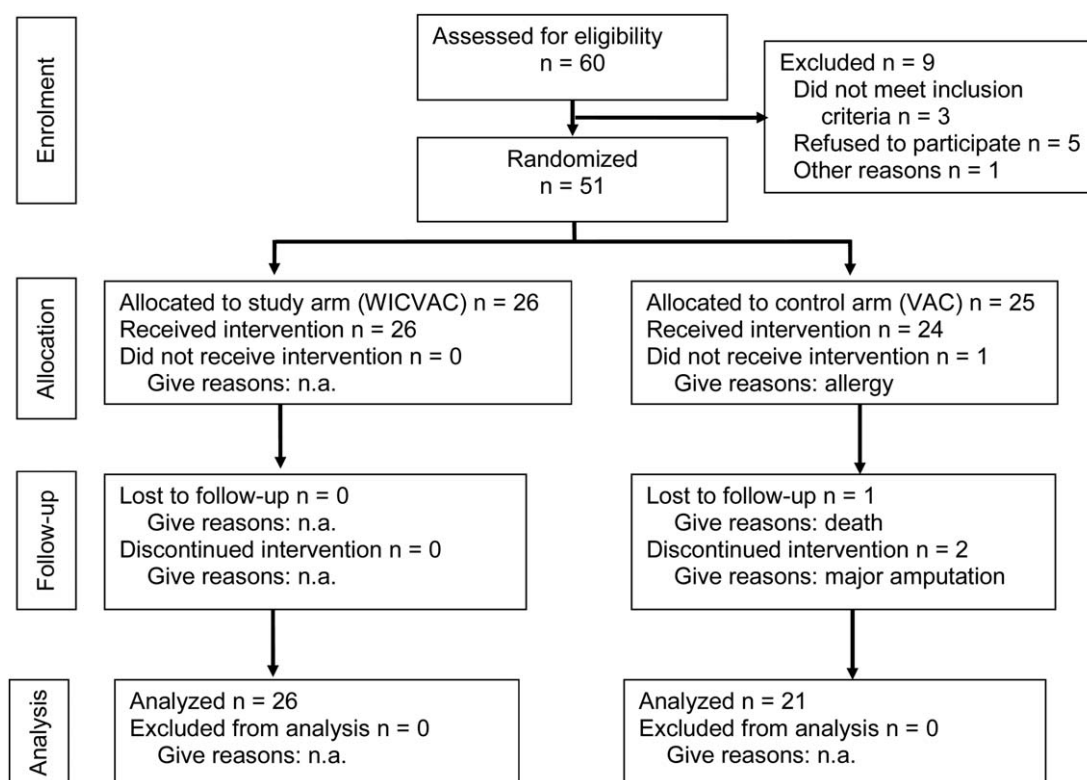 Enrolment
Assessed for eligibility
n = 60
Excluded n = 9
Did not meet inclusion
criteria n = 3
Refused to participate n = 5
Other reasons n = 1
Randomized
n = 51
Allocation
Allocated to study arm (WICVAC) n = 26
Received intervention n = 26
Did not receive intervention n = 0
Give reasons: n.a.
Allocated to control arm (VAC) n = 25
Received intervention n = 24
Did not receive intervention n = 1
Give reasons: allergy
Follow-up
Lost to follow-up n = 0
Give reasons: n.a.
Discontinued intervention n = 0
Give reasons: n.a.
Lost to follow-up n = 1
Give reasons: death
Discontinued intervention n = 2
Give reasons: major amputation
Analysis
Analyzed n = 26
Excluded from analysis n = 0
Give reasons: n.a.
Analyzed n = 21
Excluded from analysis n = 0
Give reasons: n.a.